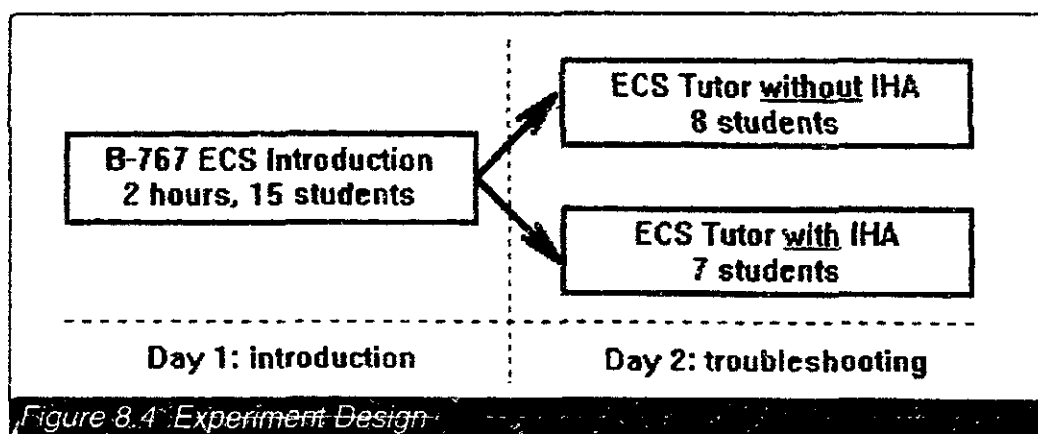 B-767 ECS Introduction
2 hours, 15 students
ECS Tutor without IHA
8 students
ECS Tutor with IHA
7 students
Day 1: introduction
Day 2: troubleshooting
Figure 8.4 Experiment Design